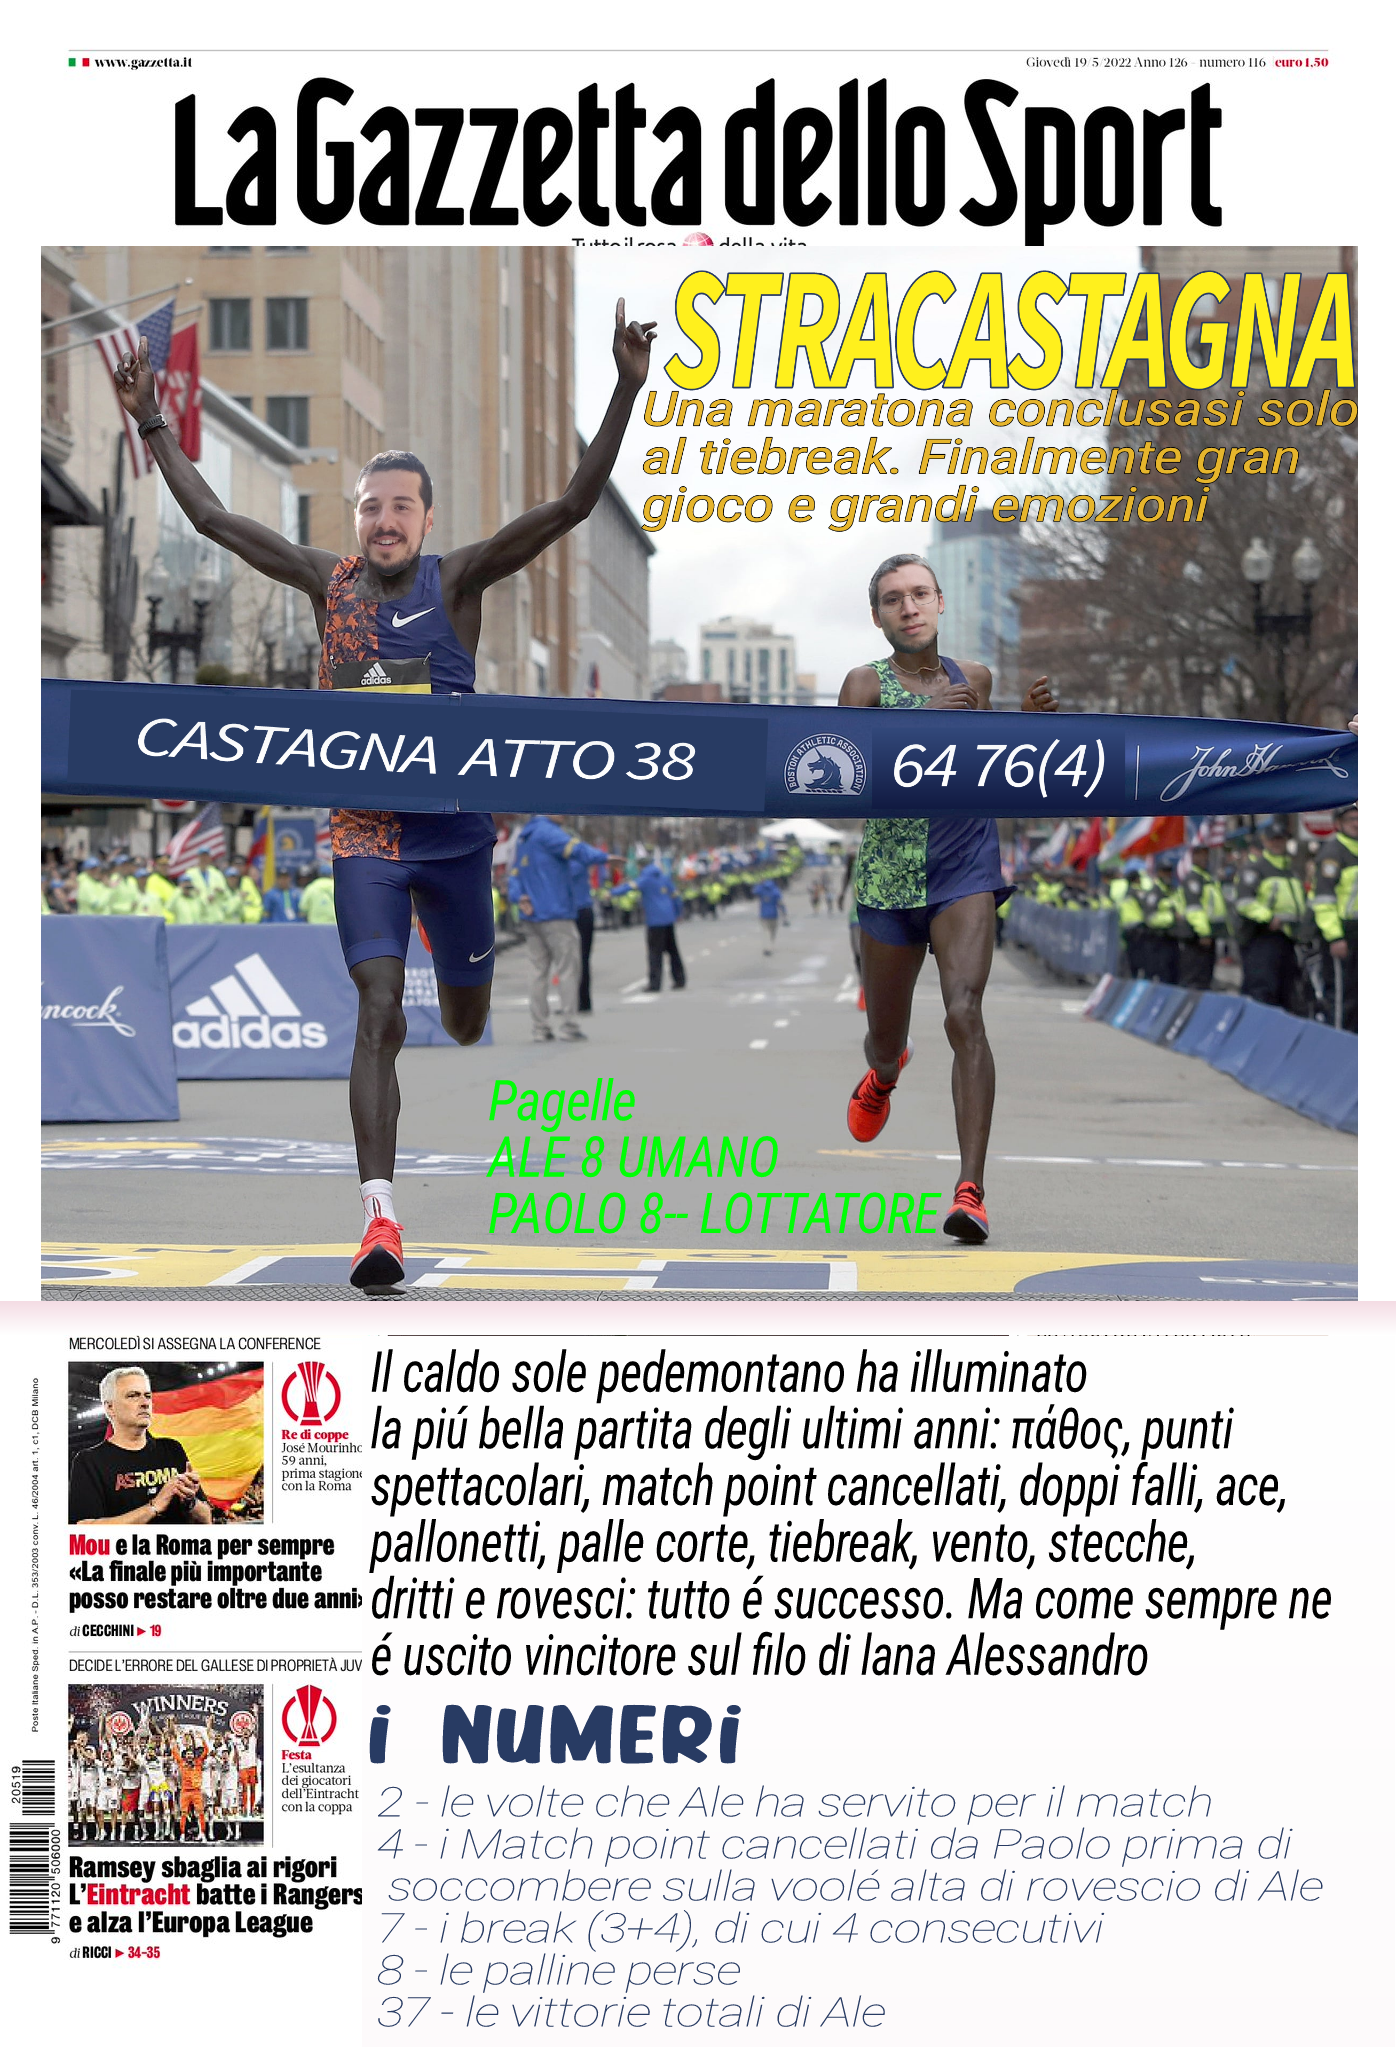 www.gazzetta.it
Giovedì 19/5/2022 Anno 126 - numero 116 euro 1,50
La Gazzetta dello Sport
Tutto il rosa della vita
STRACASTAGNA
Una maratona conclusasi solo
al tiebreak. Finalmente gran
gioco e grandi emozioni
adidas
CASTAGNA ATTO 38
BOSTON ATHLETIC ASSOCIATION
64 76(4)
John Hancock
ncock
adidas
Pagelle
ALE 8 UMANO
PAOLO 8-- LOTTATORE
MERCOLEDÌ SI ASSEGNA LA CONFERENCE
ASROMA
Re di coppe
José Mourinho
59 anni,
prima stagione
con la Roma
Mou e la Roma per sempre
«La finale più importante
posso restare oltre due anni»
di CECCHINI ▶ 19
DECIDE L'ERRORE DEL GALLESE DI PROPRIETÀ JUV
WINNERS
Festa
L'esultanza
dei giocatori
dell'Eintracht
con la coppa
Ramsey sbaglia ai rigori
L'Eintracht batte i Rangers
e alza l'Europa League
di RICCI ▶ 34-35
Poste Italiane Sped. in A.P. - D.L. 353/2003 conv. L. 46/2004 art. 1, c1, DCB Milano
20519
9 771120 506000
Il caldo sole pedemontano ha illuminato
la piú bella partita degli ultimi anni: πάθος, punti
spettacolari, match point cancellati, doppi falli, ace,
pallonetti, palle corte, tiebreak, vento, stecche,
dritti e rovesci: tutto é successo. Ma come sempre ne
é uscito vincitore sul filo di lana Alessandro
i NUMERi
2 - le volte che Ale ha servito per il match
4 - i Match point cancellati da Paolo prima di
soccombere sulla voolé alta di rovescio di Ale
7 - i break (3+4), di cui 4 consecutivi
8 - le palline perse
37 - le vittorie totali di Ale